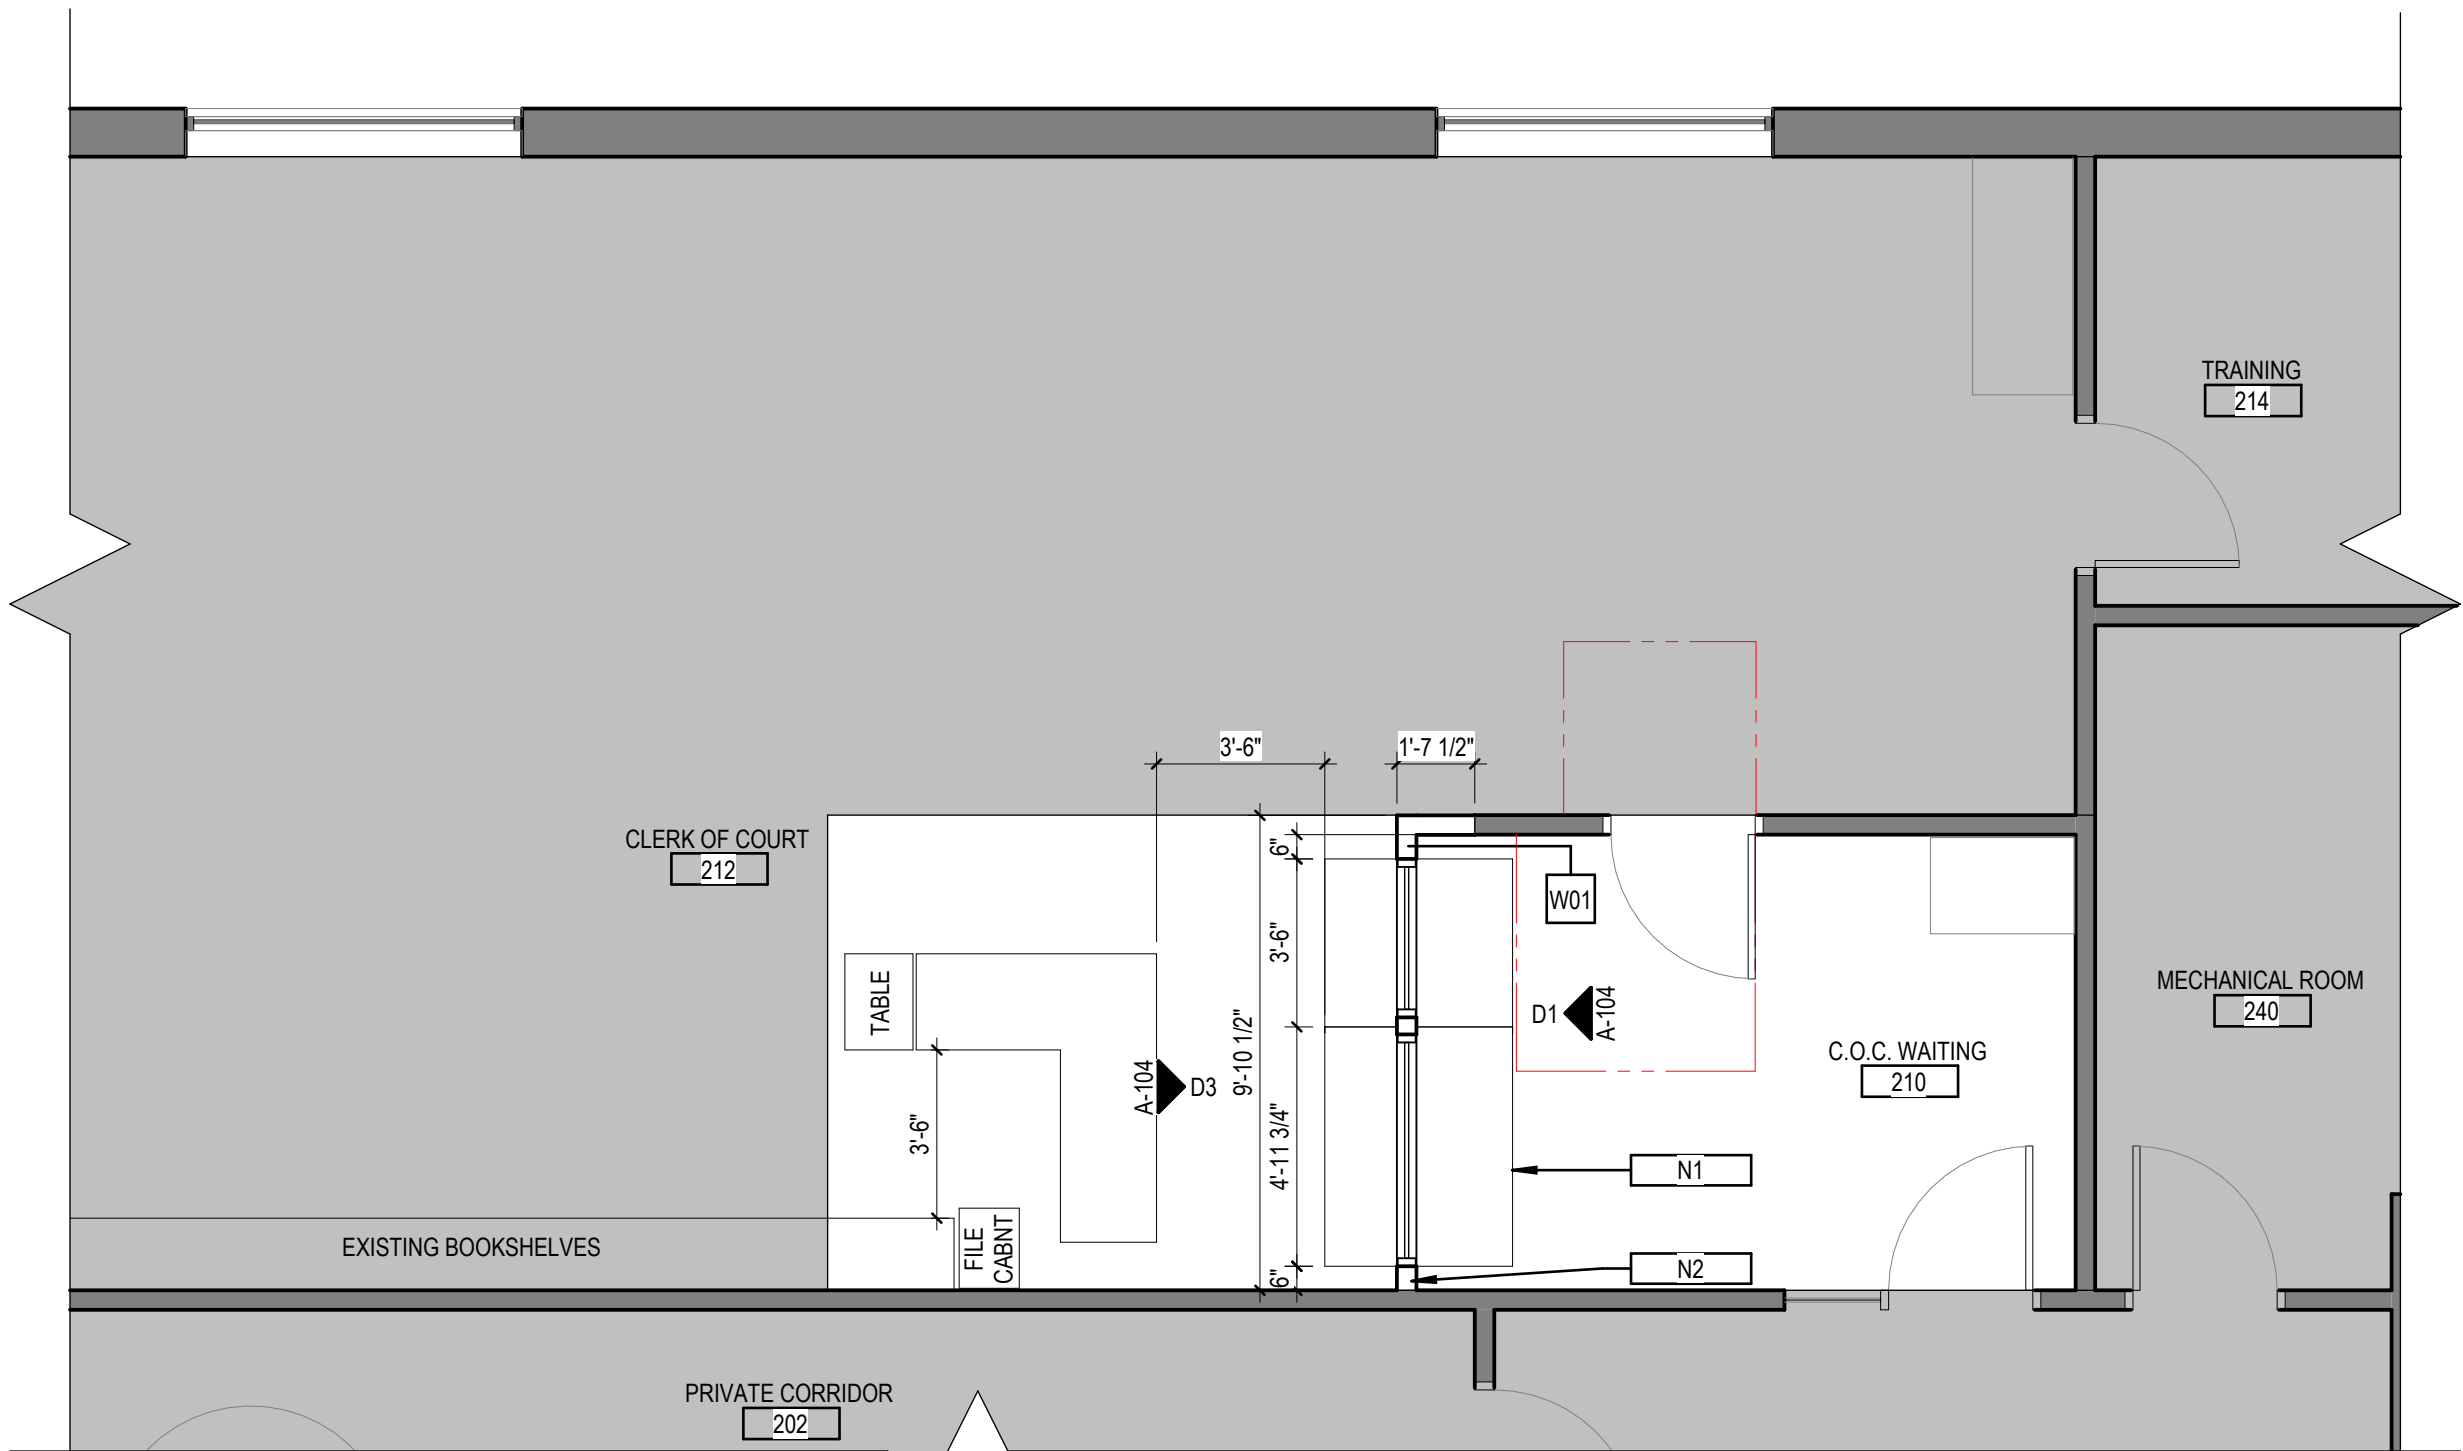 TRAINING
214
3'-6"
1'-7 1/2"
CLERK OF COURT
212
6"
W01
3'-6"
TABLE
MECHANICAL ROOM
240
D1
A-104
9'-10 1/2"
C.O.C. WAITING
210
A-104
D3
3'-6"
4'-11 3/4"
N1
EXISTING BOOKSHELVES
FILE
CABNT
6"
N2
PRIVATE CORRIDOR
202